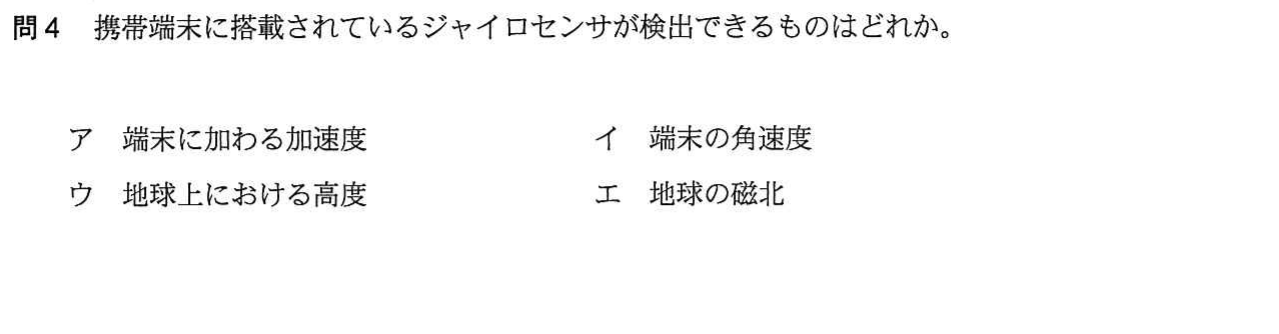 問4 携帯端末に搭載されているジャイロセンサが検出できるものはどれか。
ア 端末に加わる加速度 イ 端末の角速度
ウ 地球上における高度 エ 地球の磁北